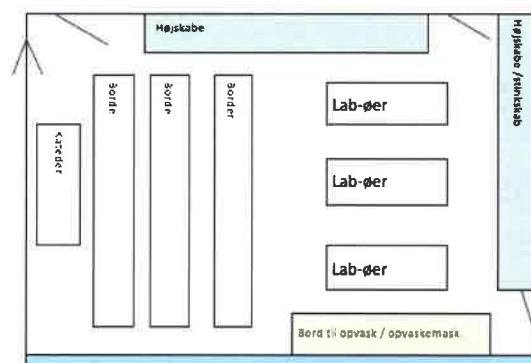 Højskabe
Højskabe /stinkskab
Kateder
Borde
Borde
Border
Lab-øer
Lab-øer
Lab-øer
Bord til opvask / opvaskemask